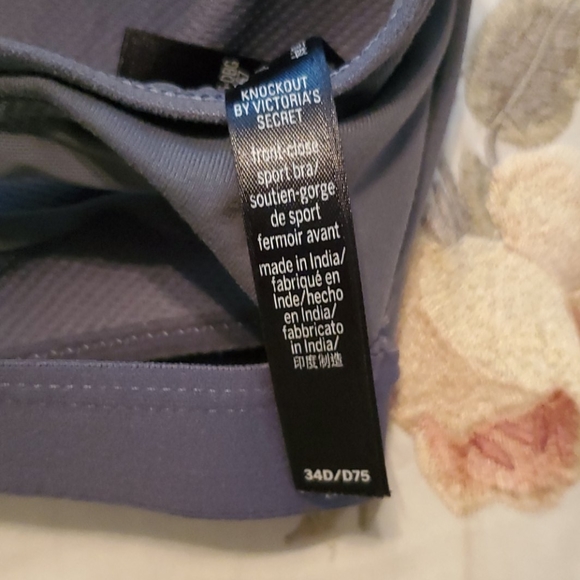 KNOCKOUT
BY VICTORIA'S
SECRET
front-close
sport bra/
soutien-gorge
de sport
fermoir avant
made in India/
fabriqué en
Inde/hecho
en India/
fabbricato
in India/
印度制造
34D/D75